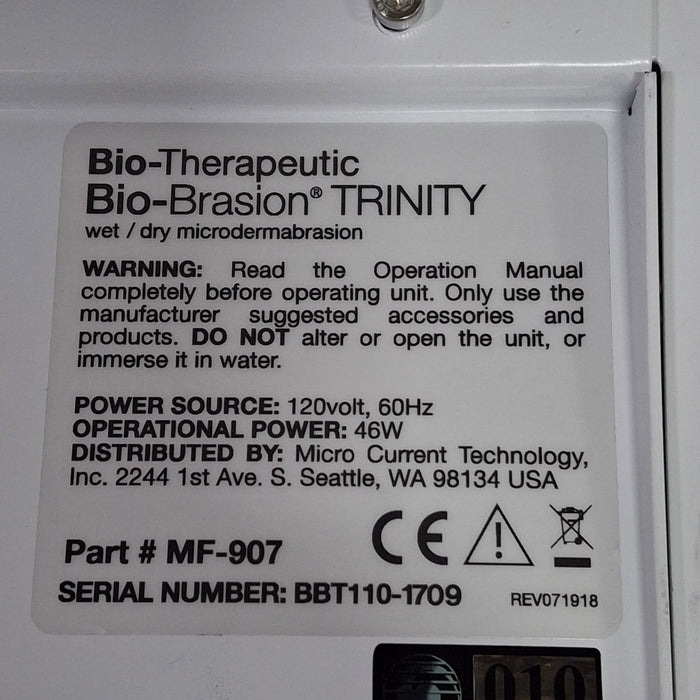 Bio-Therapeutic
Bio-Brasion® TRINITY
wet / dry microdermabrasion
WARNING: Read the Operation Manual
completely before operating unit. Only use the
manufacturer suggested accessories and
products. DO NOT alter or open the unit, or
immerse it in water.
POWER SOURCE: 120volt, 60Hz
OPERATIONAL POWER: 46W
DISTRIBUTED BY: Micro Current Technology,
Inc. 2244 1st Ave. S. Seattle, WA 98134 USA
Part # MF-907
CE
SERIAL NUMBER: BBT110-1709
REV071918